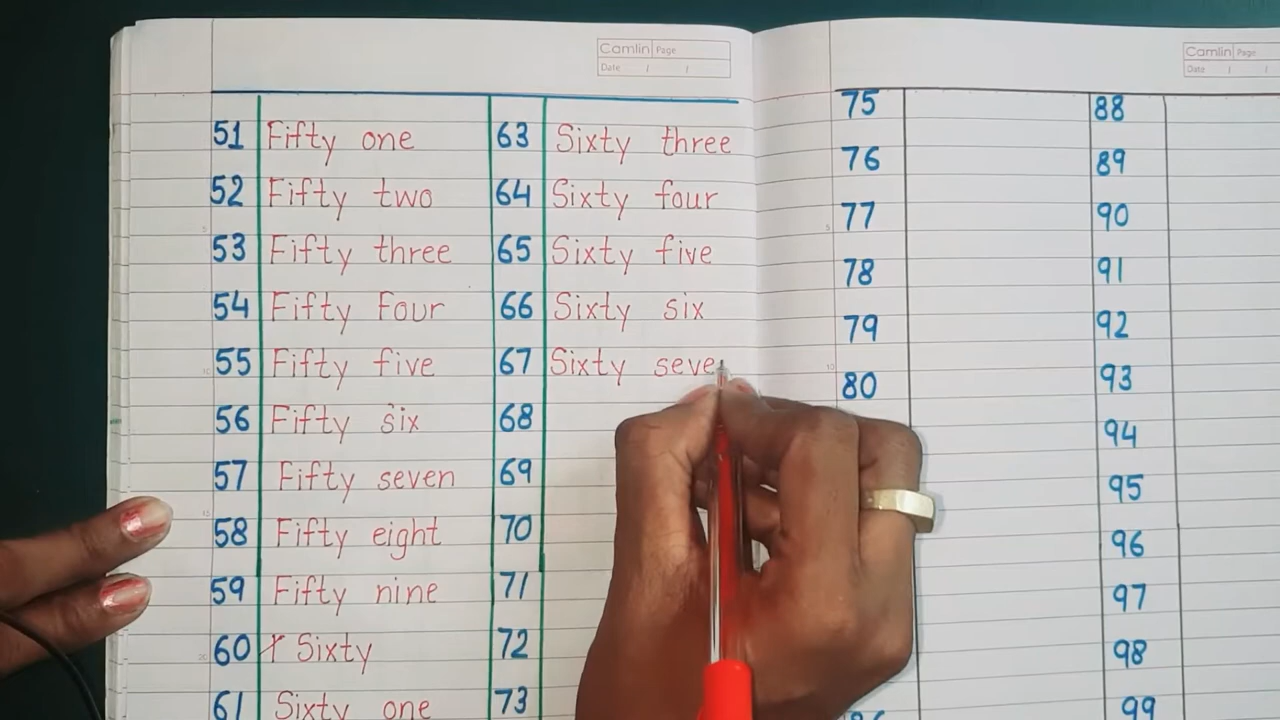 Camlin Page
Date / /
51 Fifty one
52 Fifty two
53 Fifty three
54 Fifty Four
55 Fifty five
56 Fifty six
57 Fifty seven
58 Fifty eight
59 Fifty nine
60 Sixty
61 Sixty one
63 Sixty three
64 Sixty four
65 Sixty five
66 Sixty six
67 Sixty seve
68
69
70
71
72
73
Camlin Page
Date / /
75
76
77
78
79
80
88
89
90
91
92
93
94
95
96
97
98
99